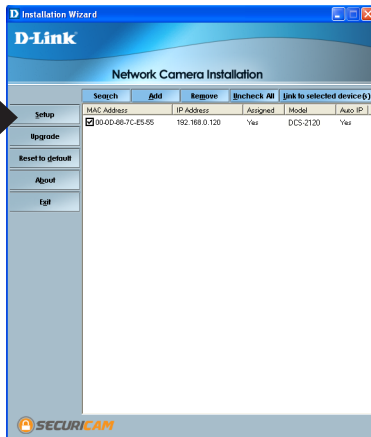 D Installation Wizard
D-Link
Network Camera Installation
Search Add Remove Uncheck All Link to selected device(s)
MAC Address IP Address Assigned Model Auto IP
00-0D-88-7C-E5-55 192.168.0.120 Yes DCS-2120 Yes
Setup
Upgrade
Reset to default
About
Exit
SECURICAM